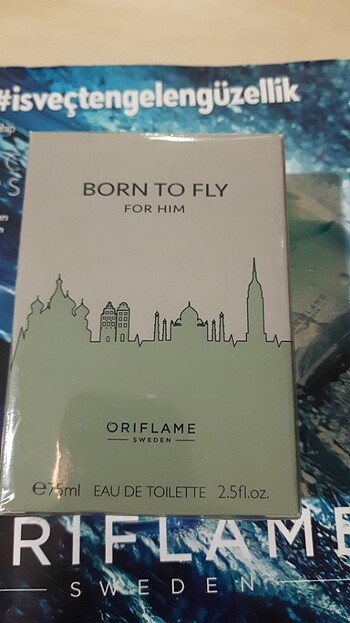 #isveçtengelengüzellik
BORN TO FLY
FOR HIM
ORIFLAME
SWEDEN
℮75ml EAU DE TOILETTE 2.5fl.oz.
RIFLAME
SWEDEN